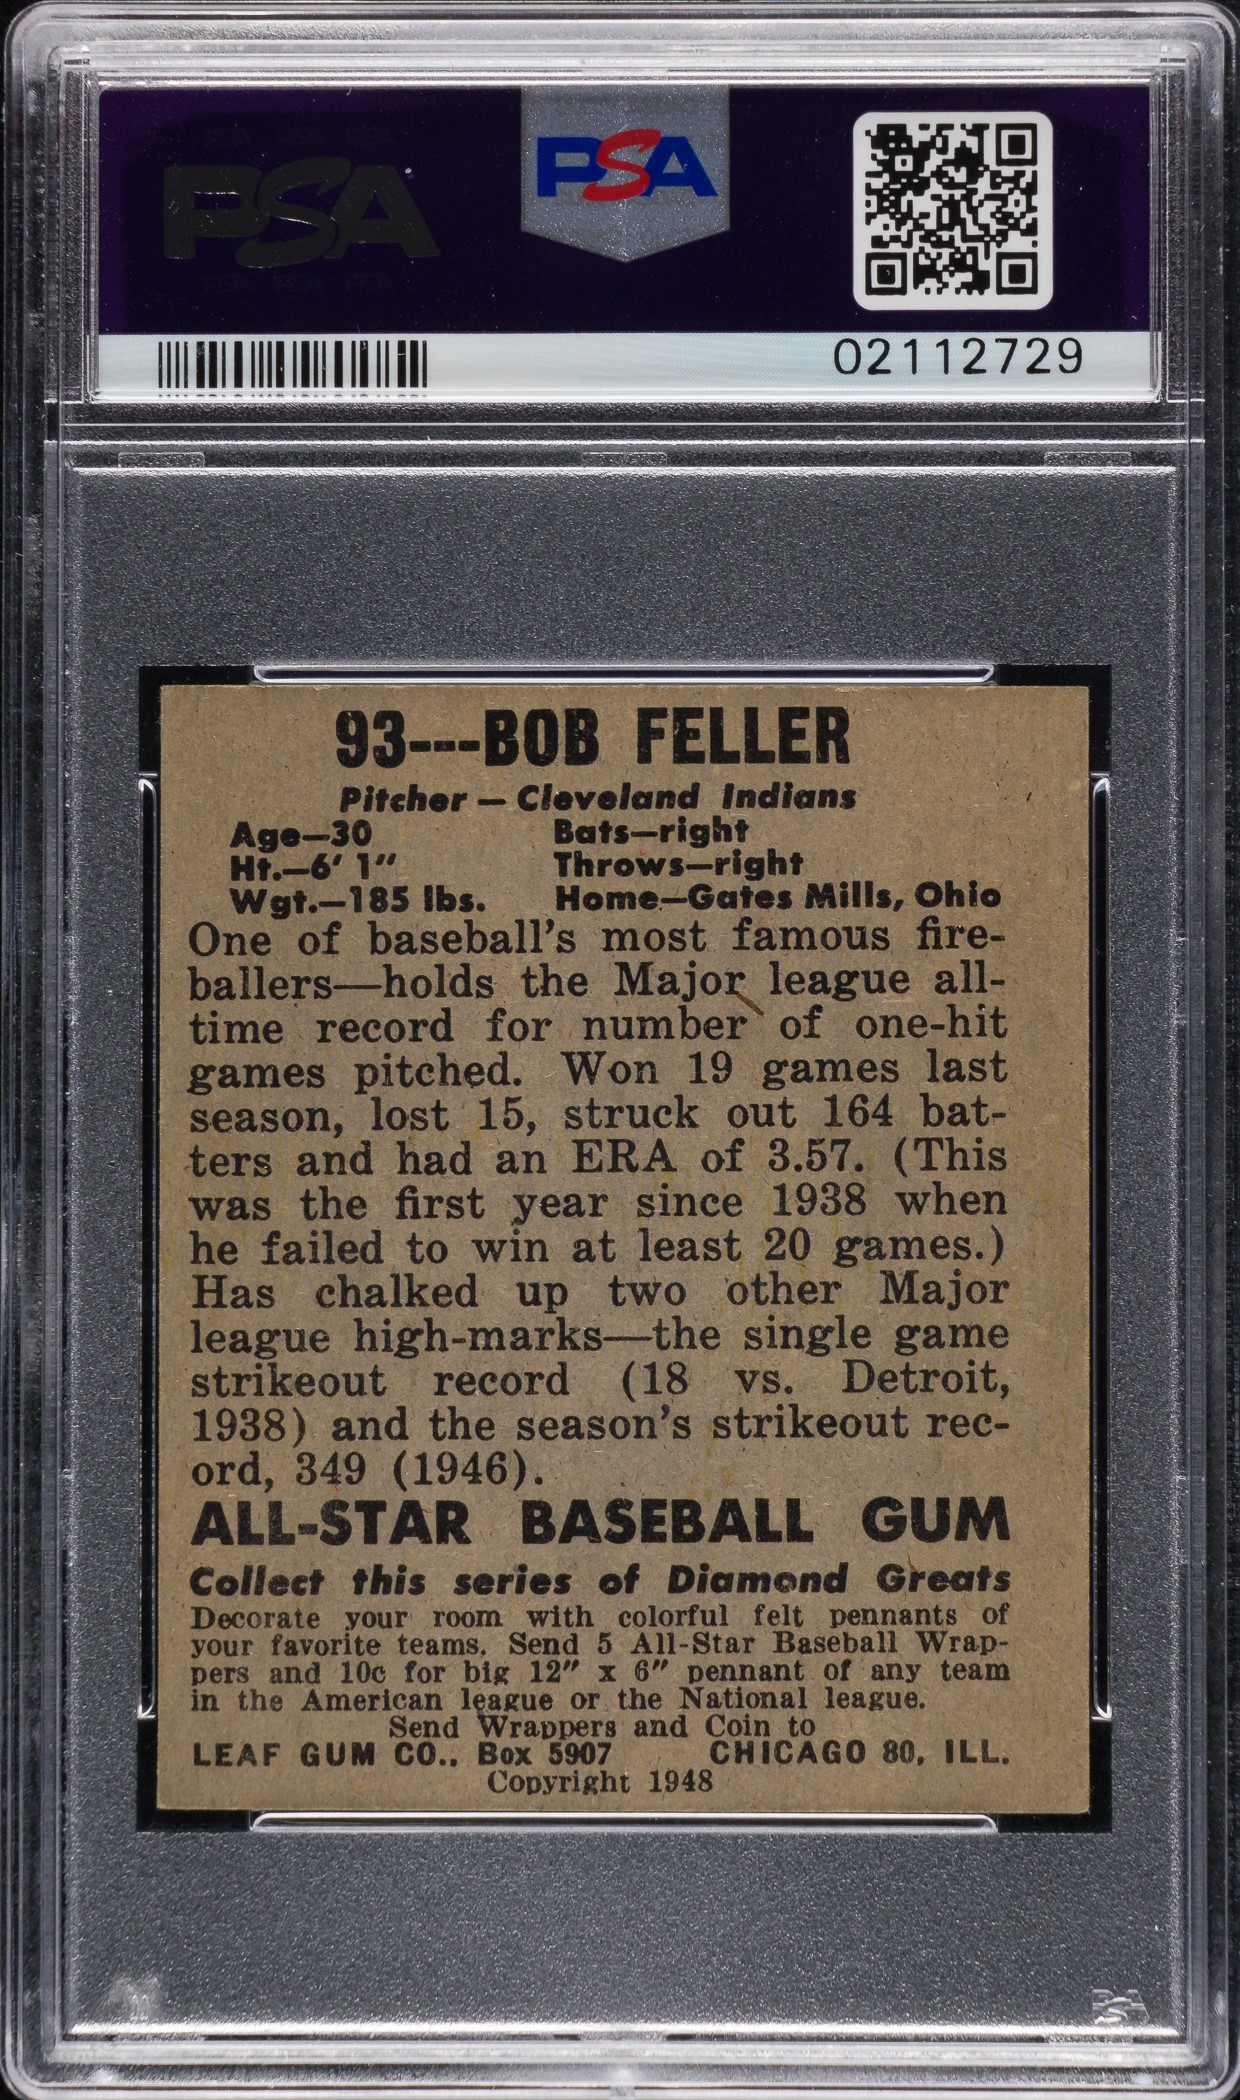 PSA
PSA
02112729
93---BOB FELLER
Pitcher — Cleveland Indians
Age—30 Bats—right
Ht.—6' 1" Throws—right
Wgt.—185 lbs. Home—Gates Mills, Ohio
One of baseball's most famous fire-
ballers—holds the Major league all-
time record for number of one-hit
games pitched. Won 19 games last
season, lost 15, struck out 164 bat-
ters and had an ERA of 3.57. (This
was the first year since 1938 when
he failed to win at least 20 games.)
Has chalked up two other Major
league high-marks—the single game
strikeout record (18 vs. Detroit,
1938) and the season's strikeout rec-
ord, 349 (1946).
ALL-STAR BASEBALL GUM
Collect this series of Diamond Greats
Decorate your room with colorful felt pennants of
your favorite teams. Send 5 All-Star Baseball Wrap-
pers and 10c for big 12" x 6" pennant of any team
in the American league or the National league.
Send Wrappers and Coin to
LEAF GUM CO., Box 5907 CHICAGO 80, ILL.
Copyright 1948
PSA